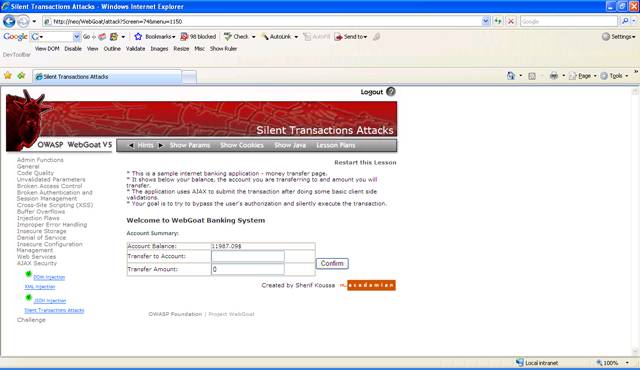 Silent Transactions Attacks - Windows Internet Explorer
http://neo/WebGoat/attack?Screen=74&menu=1150
Google
Google Go Bookmarks 98 blocked Check AutoLink AutoFill Send to Settings
View DOM Disable View Outline Validate Images Resize Misc Show Ruler
DevToolBar
Silent Transactions Attacks Page Tools
Logout ?
Silent Transactions Attacks
OWASP WebGoat V5 Hints Show Params Show Cookies Show Java Lesson Plans
Restart this Lesson
Admin Functions
General
Code Quality
Unvalidated Parameters
Broken Access Control
Broken Authentication and
Session Management
Cross-Site Scripting (XSS)
Buffer Overflows
Injection Flaws
Improper Error Handling
Insecure Storage
Denial of Service
Insecure Configuration
Management
Web Services
AJAX Security
DOM Injection
XML Injection
JSON Injection
Silent Transactions Attacks
Challenge
* This is a sample internet banking application - money transfer page.
* It shows below your balance, the account you are transferring to and amount you will
transfer.
* The application uses AJAX to submit the transaction after doing some basic client side
validations.
* Your goal is to try to bypass the user's authorization and silently execute the transaction.
Welcome to WebGoat Banking System
Account Summary:
Account Balance: 11987.09$
Transfer to Account:
Transfer Amount: 0
Confirm
Created by Sherif Koussa macadamian
OWASP Foundation | Project WebGoat
Local intranet 100%